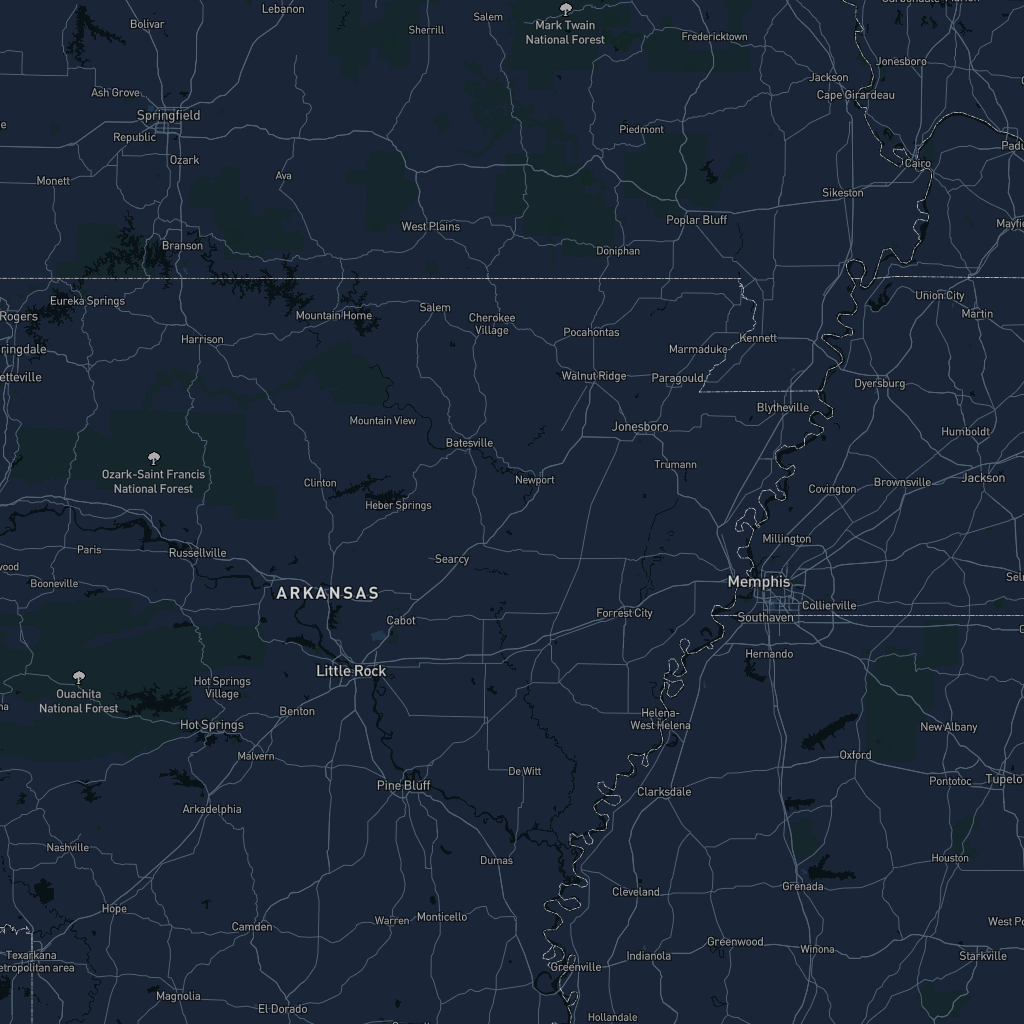 Lebanon
Salem
Bolivar
Sherrill
Mark Twain
National Forest
Fredericktown
Jonesboro
Jackson
Ash Grove
Cape Girardeau
Springfield
Republic
Piedmont
Ozark
Cairo
Monett
Ava
Sikeston
West Plains
Poplar Bluff
Branson
Doniphan
Eureka Springs
Union City
Rogers
Mountain Home
Salem
Cherokee
Village
Martin
Harrison
Pocahontas
Kennett
Marmaduke
ringdale
etteville
Walnut Ridge
Paragould
Dyersburg
Blytheville
Mountain View
Jonesboro
Humboldt
Batesville
Ozark-Saint Francis
National Forest
Trumann
Clinton
Newport
Covington
Brownsville
Jackson
Heber Springs
Millington
Paris
Russellville
Searcy
Booneville
Memphis
ARKANSAS
Collierville
Cabot
Forrest City
Southaven
Hernando
Little Rock
Hot Springs
Village
Ouachita
National Forest
Benton
Helena-
West Helena
Hot Springs
New Albany
Malvern
Oxford
De Witt
Pine Bluff
Clarksdale
Pontotoc
Tupelo
Arkadelphia
Nashville
Dumas
Houston
Cleveland
Grenada
Hope
Camden
Warren
Monticello
Greenwood
Winona
Texarkana
etropolitan area
Indianola
Starkville
Greenville
Magnolia
El Dorado
Hollandale